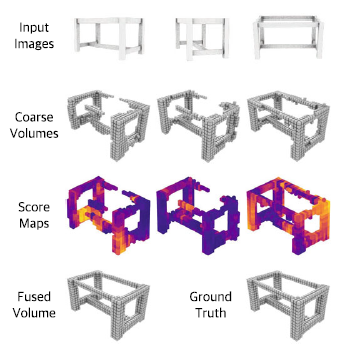 Input
Images
Coarse
Volumes
Score
Maps
Fused
Volume
Ground
Truth